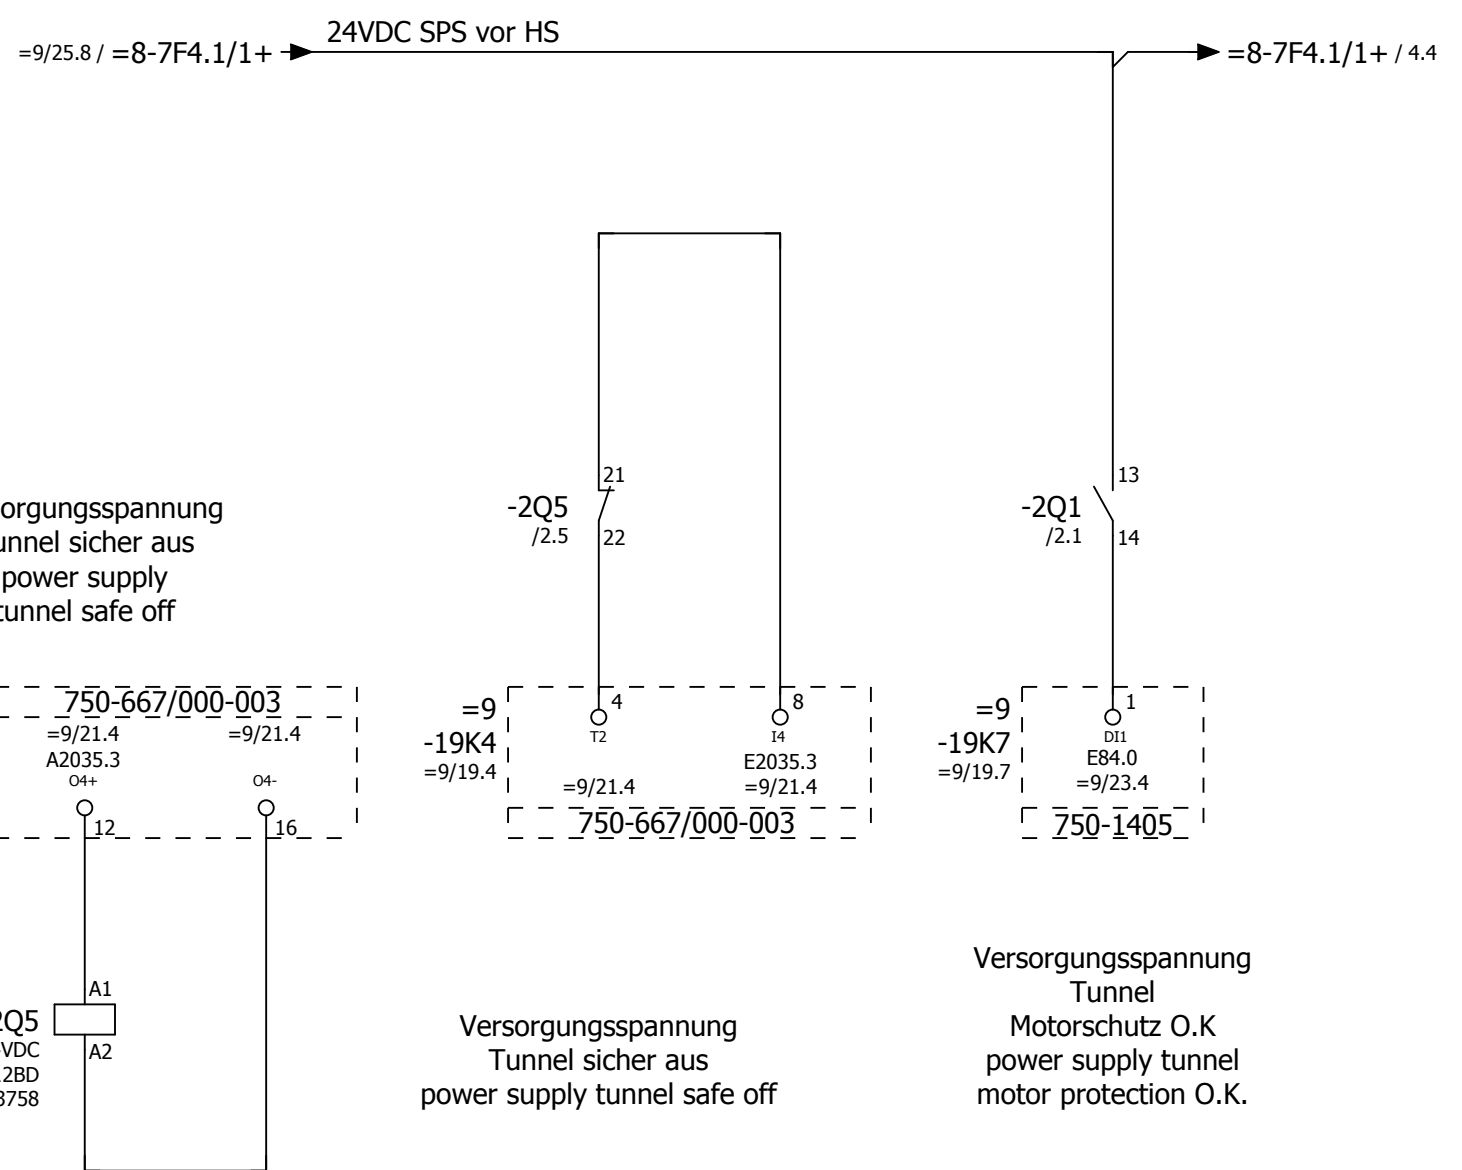 =9/25.8 / =8-7F4.1/1+
24VDC SPS vor HS
=8-7F4.1/1+ / 4.4
21
-2Q5
/2.5
22
13
-2Q1
/2.1
14
orgungsspannung
unnel sicher aus
power supply
tunnel safe off
750-667/000-003
=9/21.4
=9/21.4
A2035.3
O4+
O4-
12
16
=9
-19K4
=9/19.4
4
8
T2
I4
E2035.3
=9/21.4
=9/21.4
750-667/000-003
=9
-19K7
=9/19.7
1
DI1
E84.0
=9/23.4
750-1405
A1
2Q5
VDC
A2
2BD
3758
Versorgungsspannung
Tunnel sicher aus
power supply tunnel safe off
Versorgungsspannung
Tunnel
Motorschutz O.K
power supply tunnel
motor protection O.K.